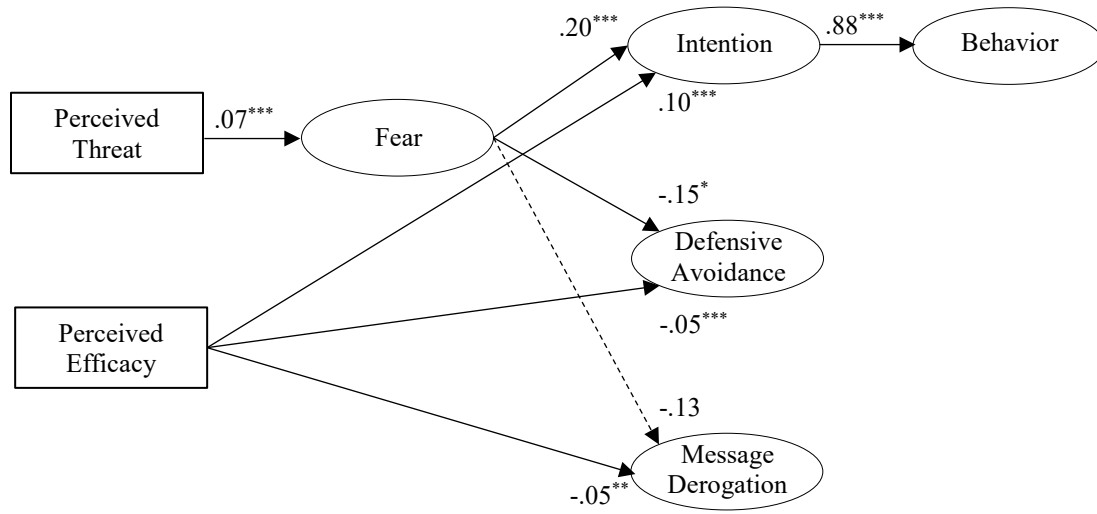 .20***
Intention
.88***
Behavior
Perceived
Threat
.07***
Fear
.10***
-.15*
Defensive
Avoidance
Perceived
Efficacy
-.05***
-.13
Message
Derogation
-.05**